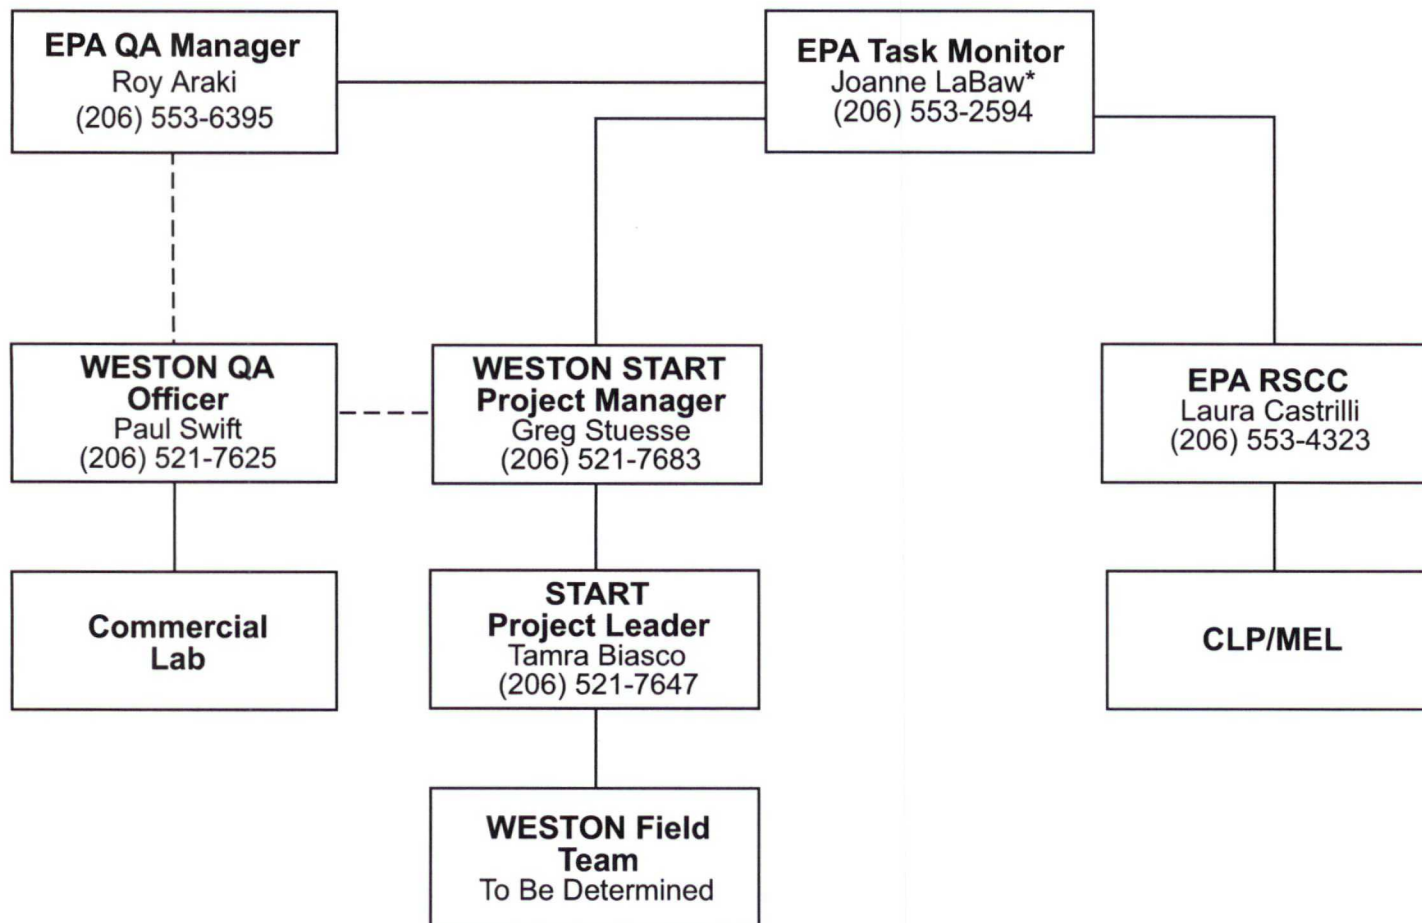 EPA QA Manager
Roy Araki
(206) 553-6395
EPA Task Monitor
Joanne LaBaw*
(206) 553-2594
WESTON QA
Officer
Paul Swift
(206) 521-7625
WESTON START
Project Manager
Greg Stuesse
(206) 521-7683
EPA RSCC
Laura Castrilli
(206) 553-4323
Commercial
Lab
START
Project Leader
Tamra Biasco
(206) 521-7647
CLP/MEL
WESTON Field
Team
To Be Determined